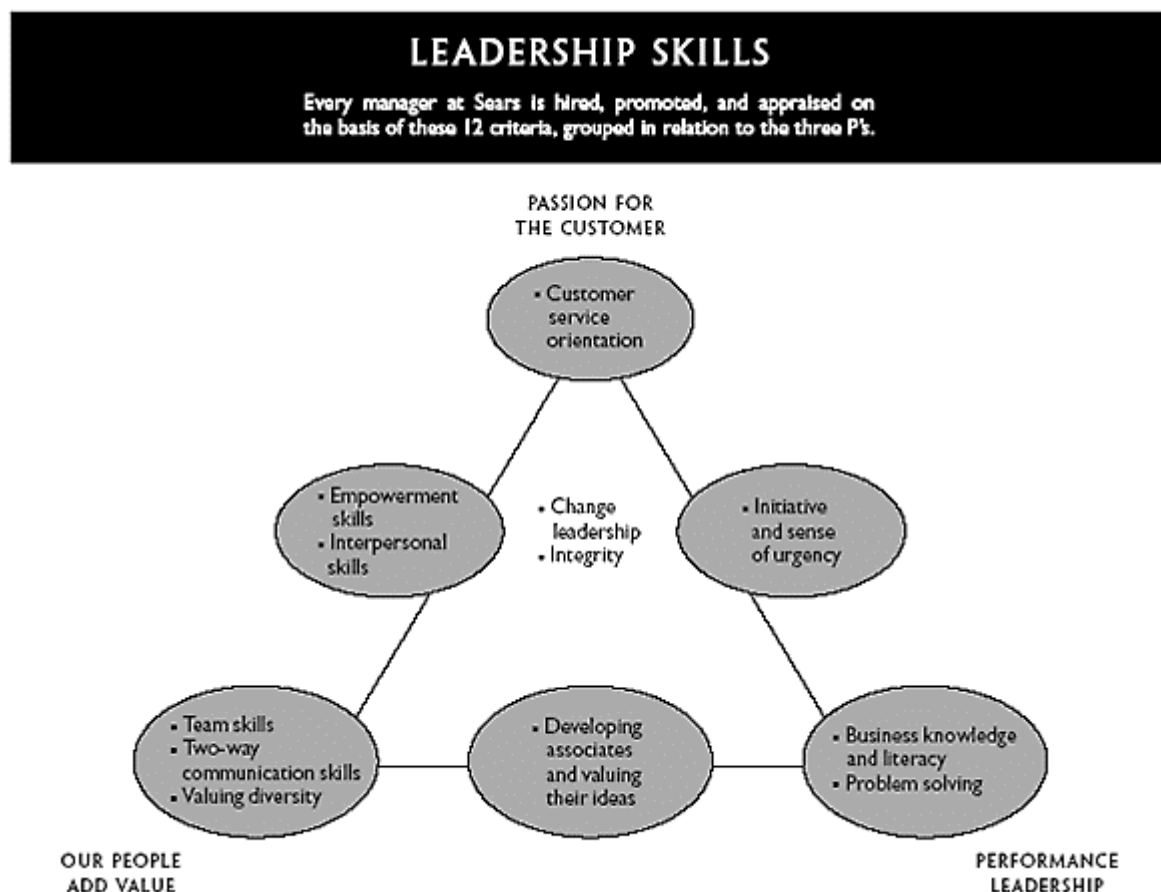 LEADERSHIP SKILLS
Every manager at Sears is hired, promoted, and appraised on
the basis of these 12 criteria, grouped in relation to the three P's.
PASSION FOR
THE CUSTOMER
▪ Customer
service
orientation
▪ Empowerment
skills
▪ Interpersonal
skills
▪ Change
leadership
▪ Integrity
▪ Initiative
and sense
of urgency
▪ Team skills
▪ Two-way
communication skills
▪ Valuing diversity
▪ Developing
associates
and valuing
their ideas
▪ Business knowledge
and literacy
▪ Problem solving
OUR PEOPLE
ADD VALUE
PERFORMANCE
LEADERSHIP